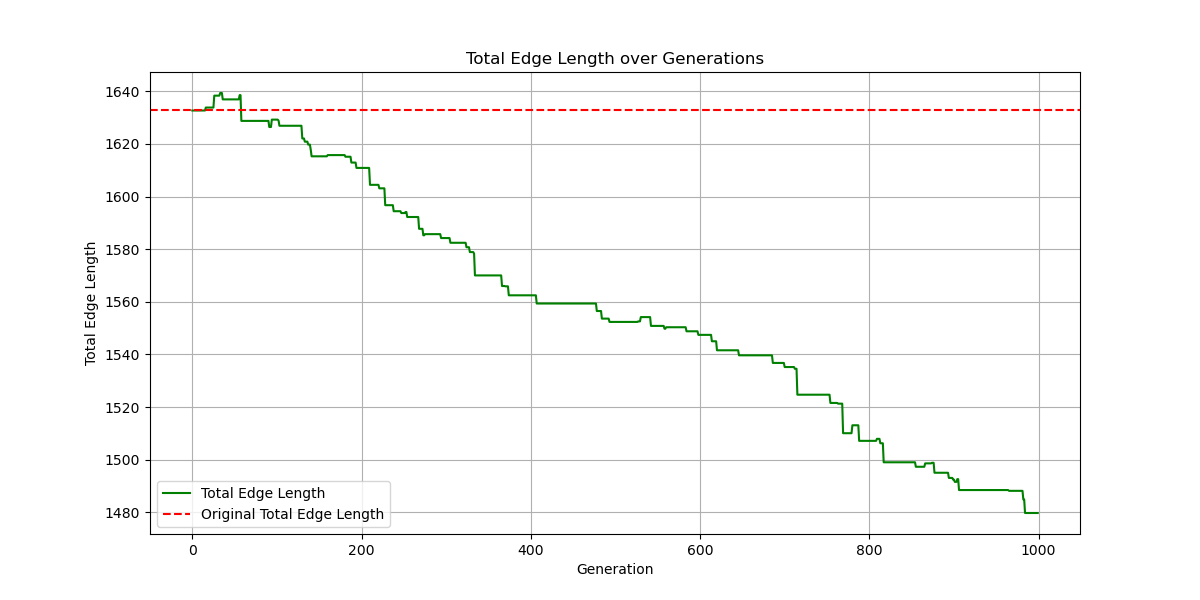 Total Edge Length over Generations
1640
1620
1600
1580
1560
1540
1520
1500
1480
Total Edge Length
Total Edge Length
Original Total Edge Length
0 200 400 600 800 1000
Generation